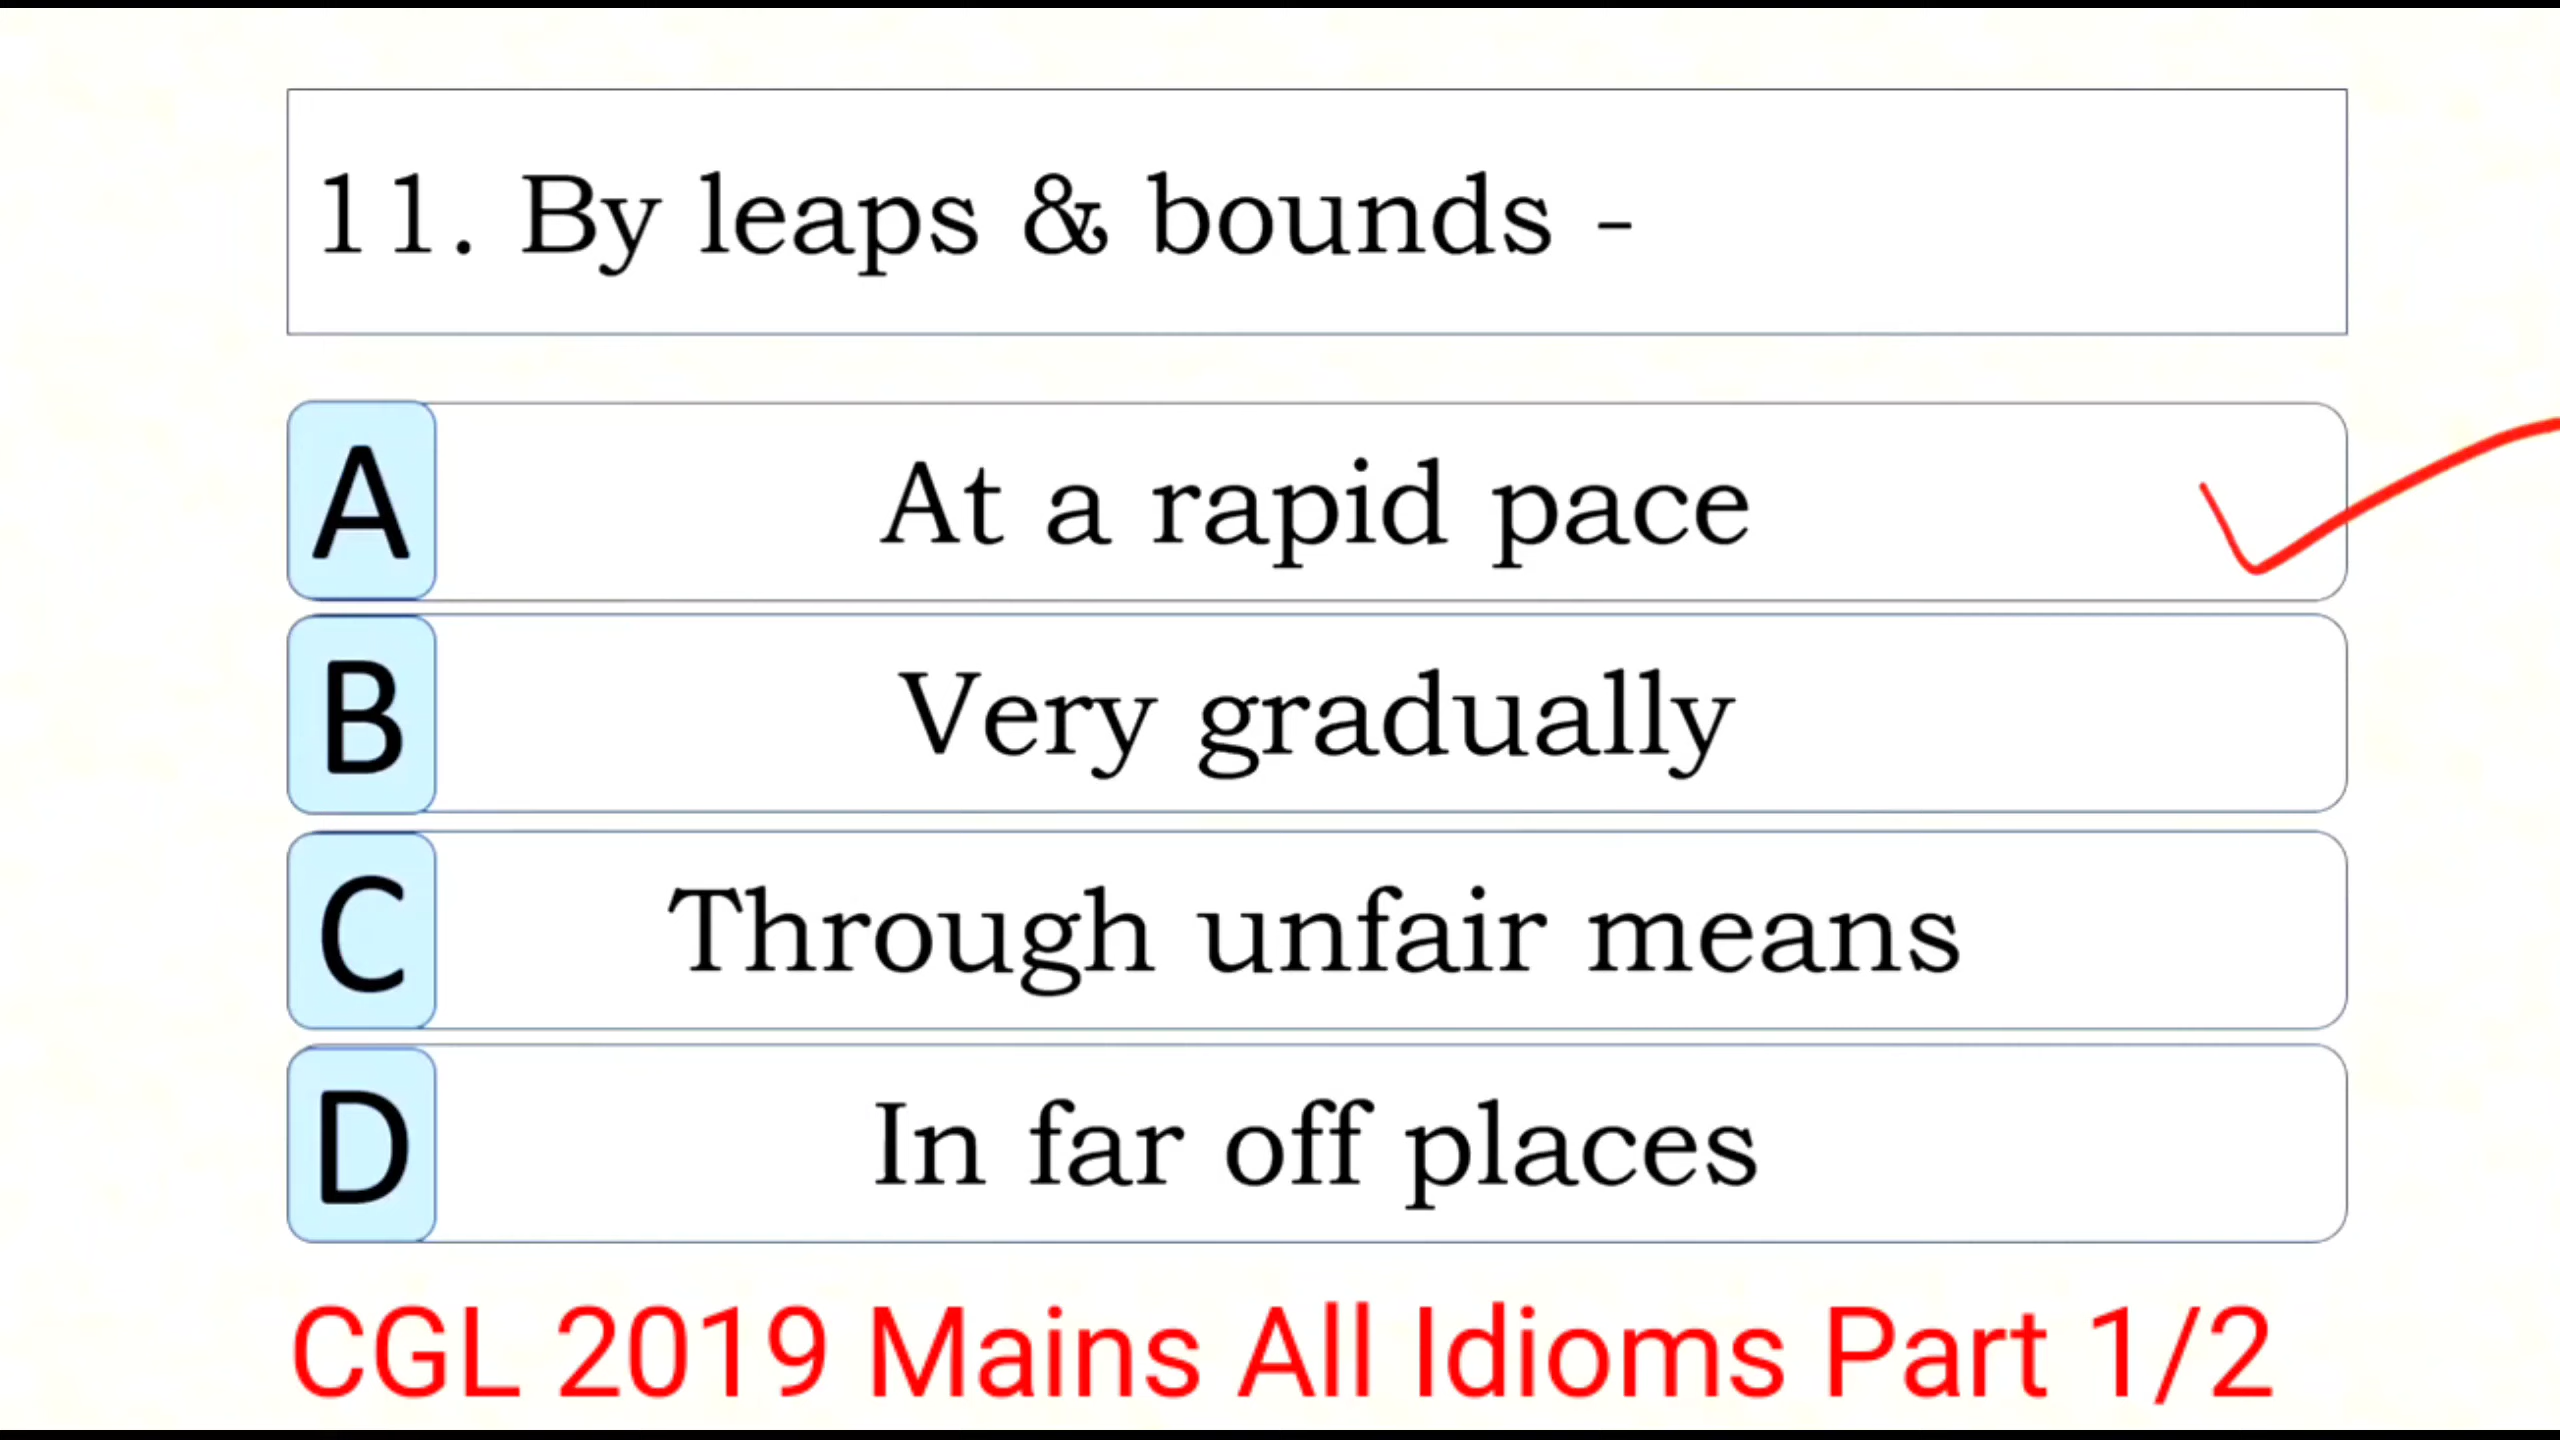 11. By leaps & bounds -
A At a rapid pace
B Very gradually
C Through unfair means
D In far off places
CGL 2019 Mains All Idioms Part 1/2